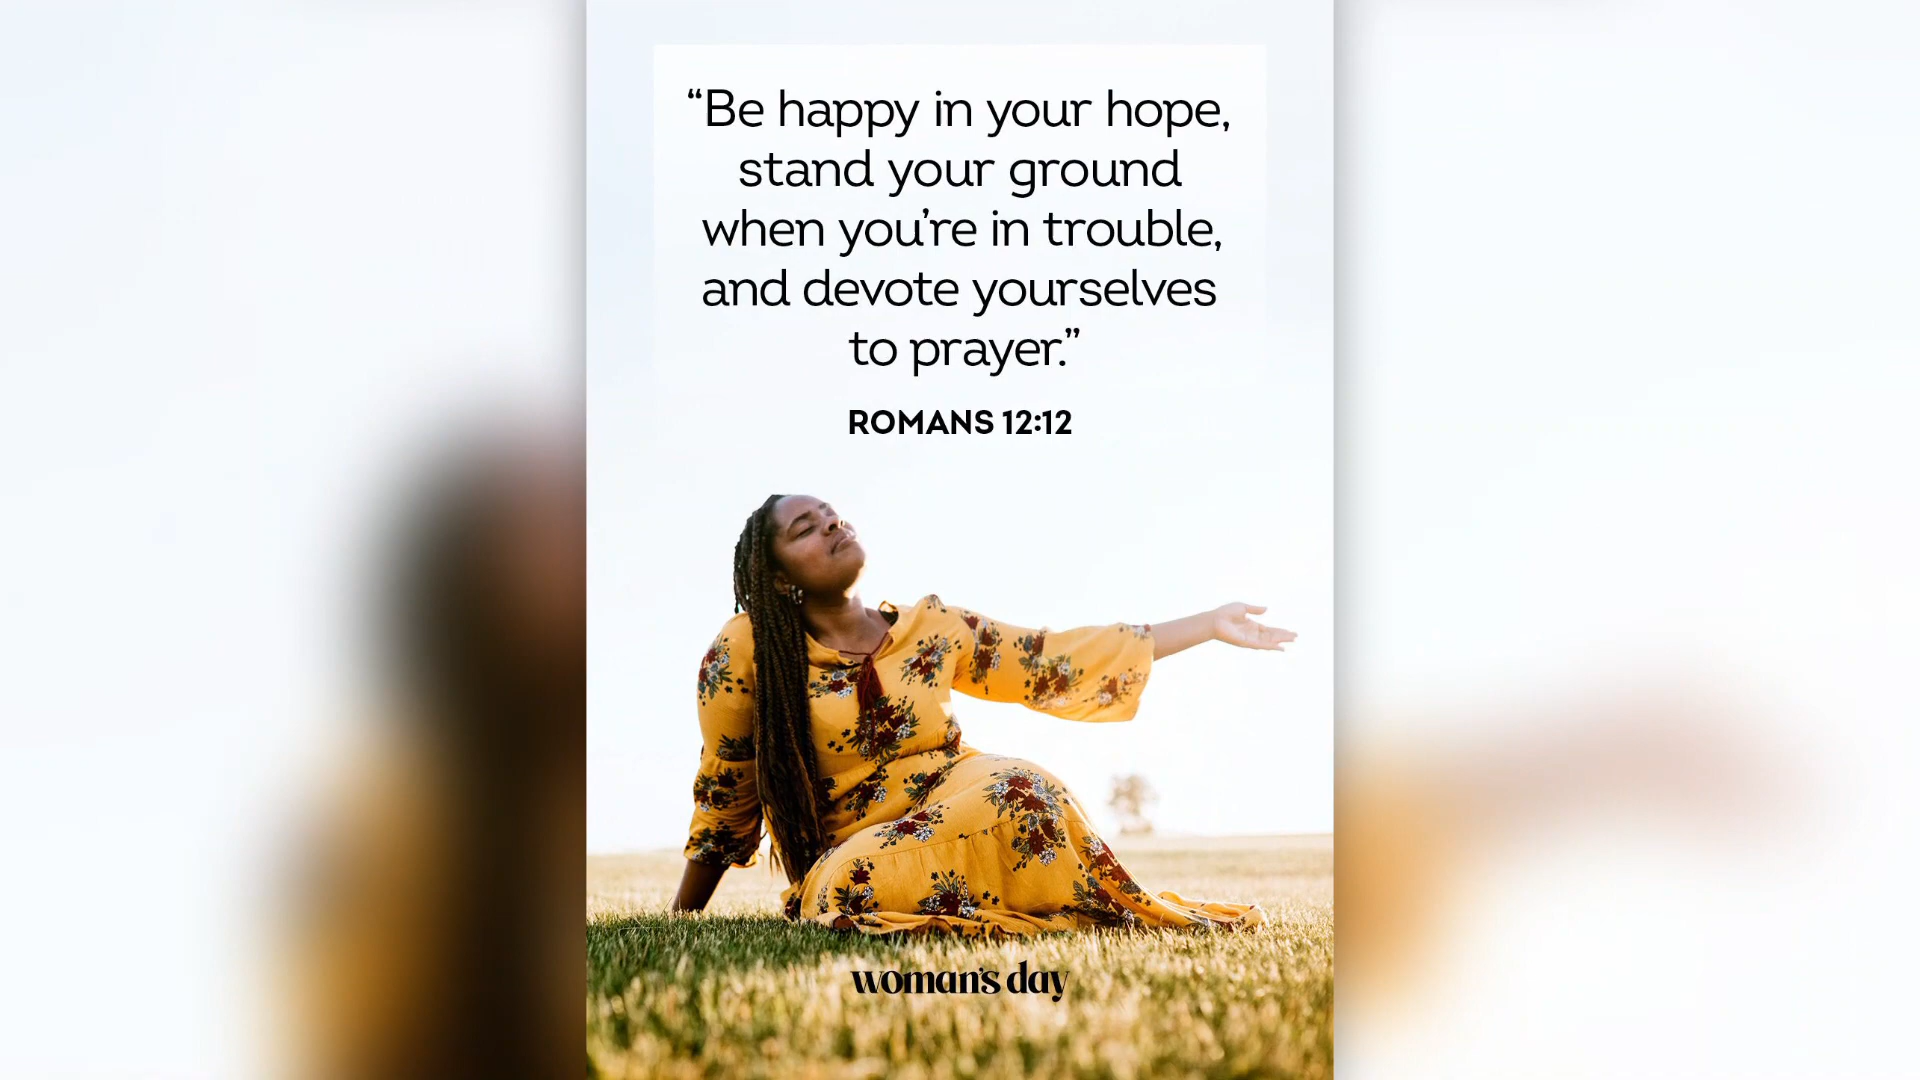 “Be happy in your hope,
stand your ground
when you’re in trouble,
and devote yourselves
to prayer.”
ROMANS 12:12
woman's day